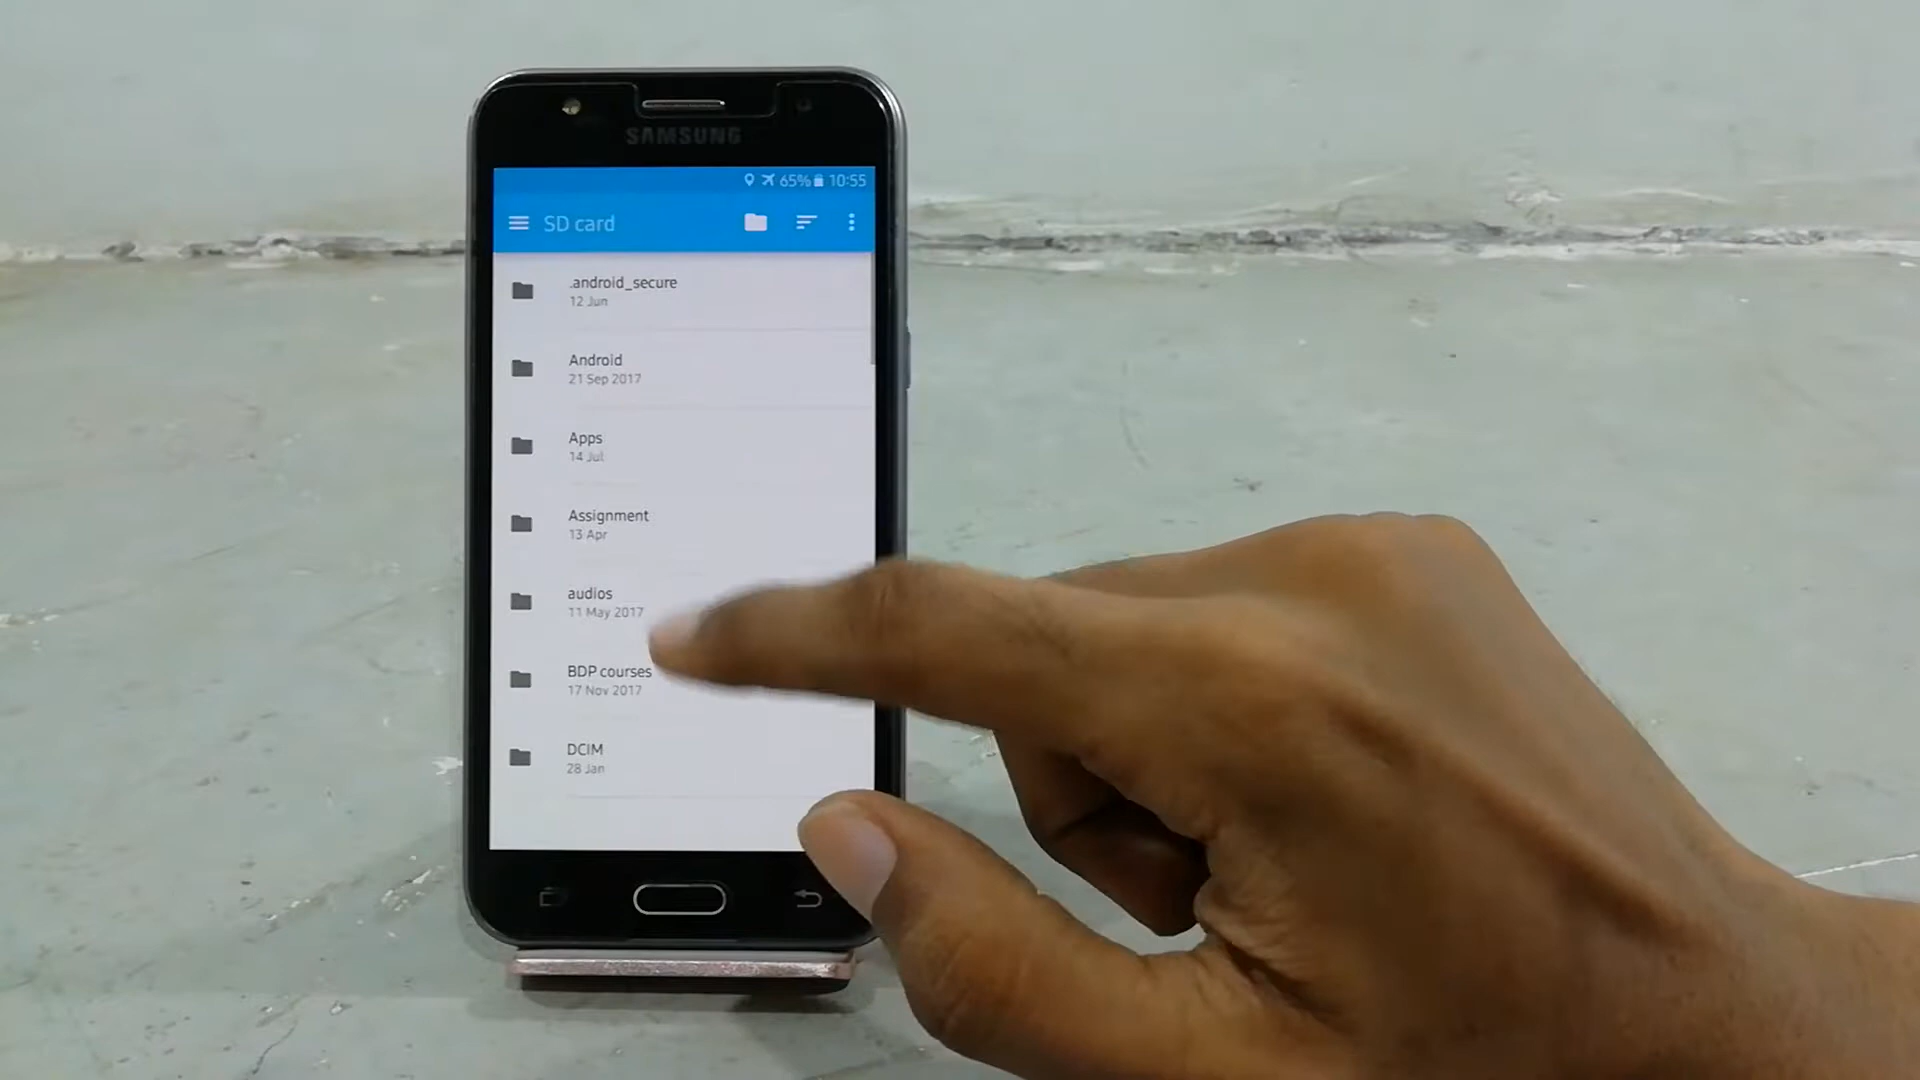 SAMSUNG
65% 10:55
SD card
.android_secure
12 Jun
Android
21 Sep 2017
Apps
14 Jul
Assignment
13 Apr
audios
11 May 2017
BDP courses
17 Nov 2017
DCIM
28 Jan